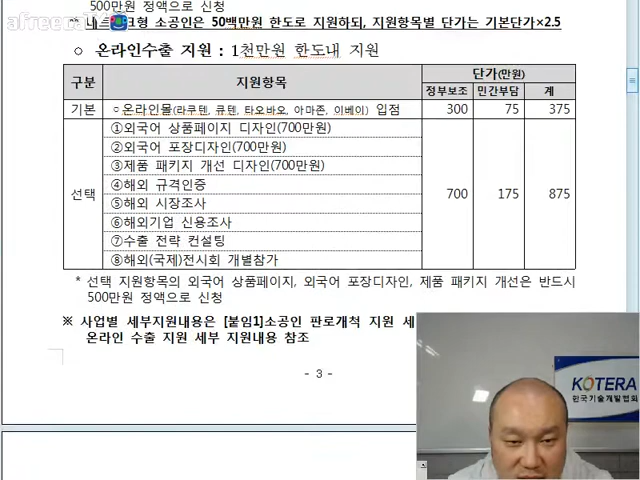 500만원 정액으로 신청
afreeca
소공인은 50백만원 한도로 지원하되, 지원항목별 단가는 기본단가×2.5
○ 온라인수출 지원 : 1천만원 한도내 지원
구분 지원항목 단가(만원)
정부보조 민간부담 계
기본 ○온라인몰(라쿠텐, 큐텐, 타오바오, 아마존, 이베이) 입점 300 75 375
선택 ①외국어 상품페이지 디자인(700만원) 700 175 875
②외국어 포장디자인(700만원)
③제품 패키지 개선 디자인(700만원)
④해외 규격인증
⑤해외 시장조사
⑥해외기업 신용조사
⑦수출 전략 컨설팅
⑧해외(국제)전시회 개별참가
* 선택 지원항목의 외국어 상품페이지, 외국어 포장디자인, 제품 패키지 개선은 반드시
500만원 정액으로 신청
※ 사업별 세부지원내용은 [붙임1]소공인 판로개척 지원 세
온라인 수출 지원 세부 지원내용 참조
- 3 -
KOTERA
한국기술개발협회